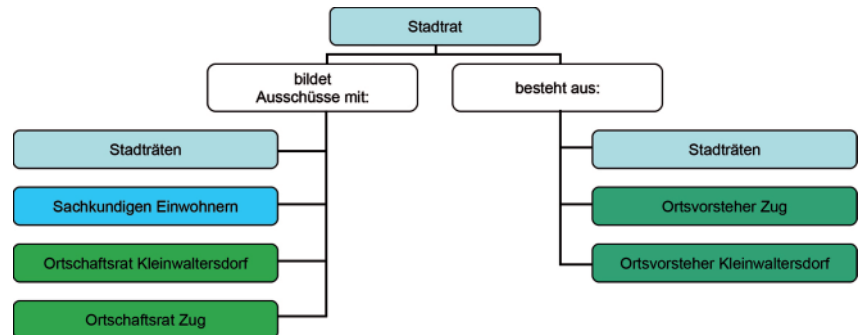 Stadtrat
bildet
Ausschüsse mit:
besteht aus:
Stadträten
Stadträten
Sachkundigen Einwohnern
Ortsvorsteher Zug
Ortschaftsrat Kleinwaltersdorf
Ortsvorsteher Kleinwaltersdorf
Ortschaftsrat Zug